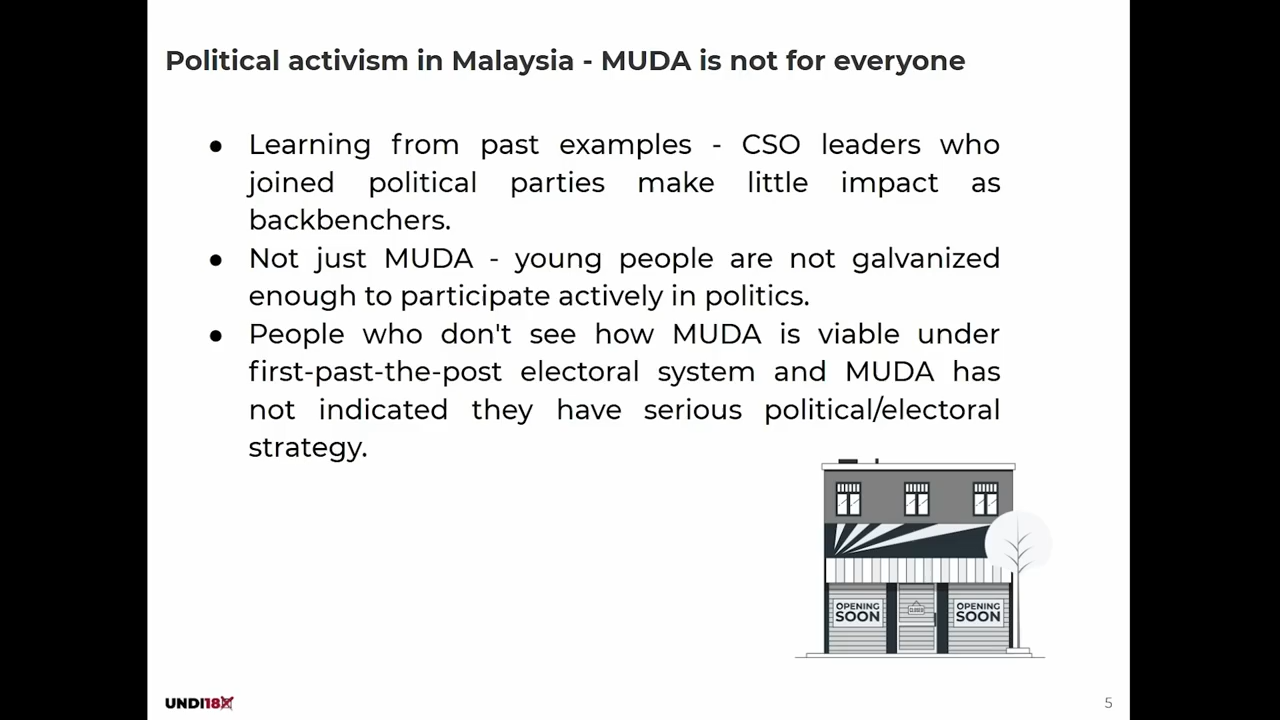 Political activism in Malaysia - MUDA is not for everyone
● Learning from past examples - CSO leaders who
joined political parties make little impact as
backbenchers.
● Not just MUDA - young people are not galvanized
enough to participate actively in politics.
● People who don't see how MUDA is viable under
first-past-the-post electoral system and MUDA has
not indicated they have serious political/electoral
strategy.
OPENING
SOON
CLOSED
OPENING
SOON
UNDI18
5